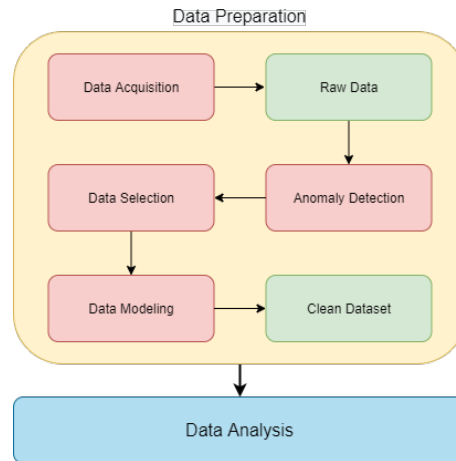 Data Preparation
Data Acquisition
Raw Data
Data Selection
Anomaly Detection
Data Modeling
Clean Dataset
Data Analysis